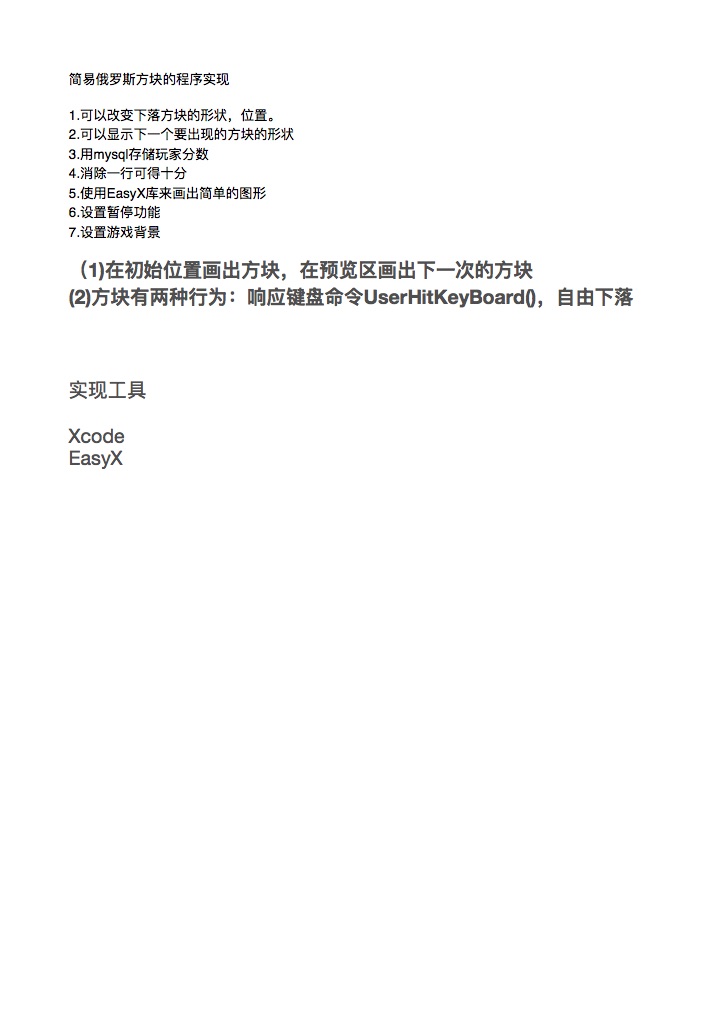 简易俄罗斯方块的程序实现
1.可以改变下落方块的形状，位置。
2.可以显示下一个要出现的方块的形状
3.用mysql存储玩家分数
4.消除一行可得十分
5.使用EasyX库来画出简单的图形
6.设置暂停功能
7.设置游戏背景
（1)在初始位置画出方块，在预览区画出下一次的方块
(2)方块有两种行为：响应键盘命令UserHitKeyBoard()，自由下落
实现工具
Xcode
EasyX